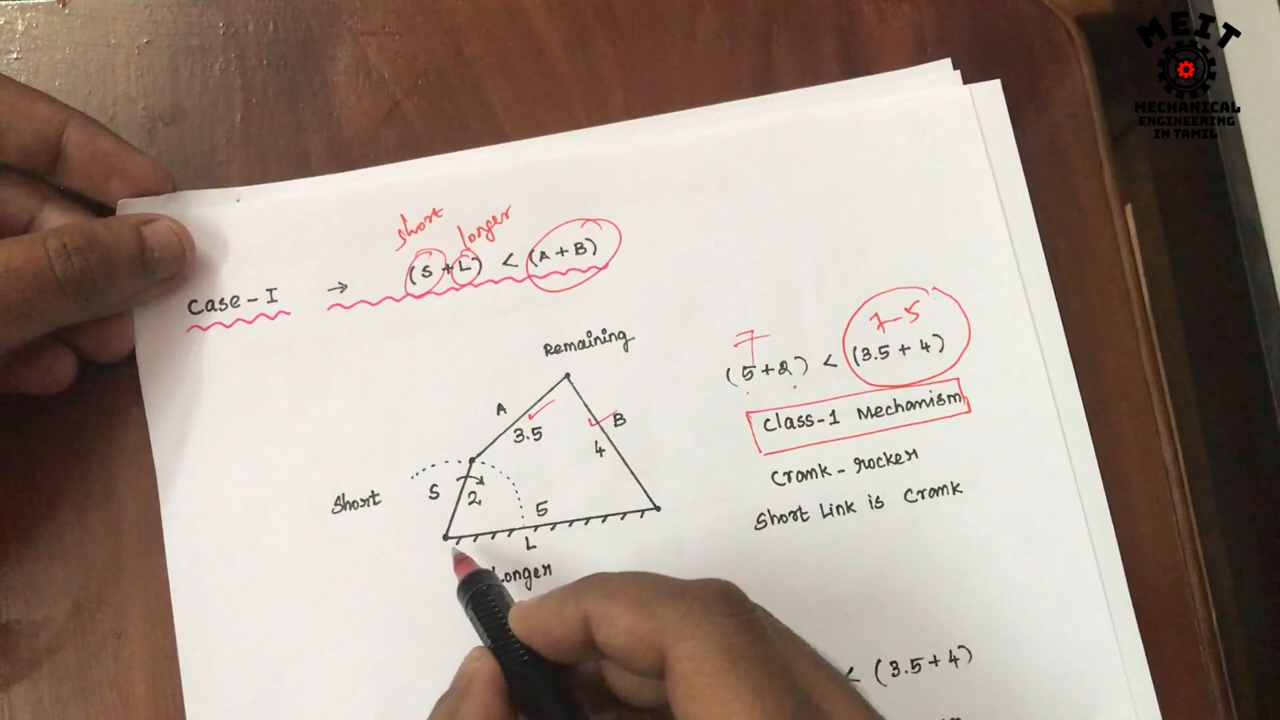 MEIT
MECHANICAL
ENGINEERING
IN TAMIL
short longer
Case-I → (S+L) < (A+B)
Remaining
A
3.5
B
4
Short
S
2
5
L
Longer
7 7-5
(5+2) < (3.5+4)
Class-1 Mechanism
Crank-rocker
Short Link is Crank
< (3.5+4)